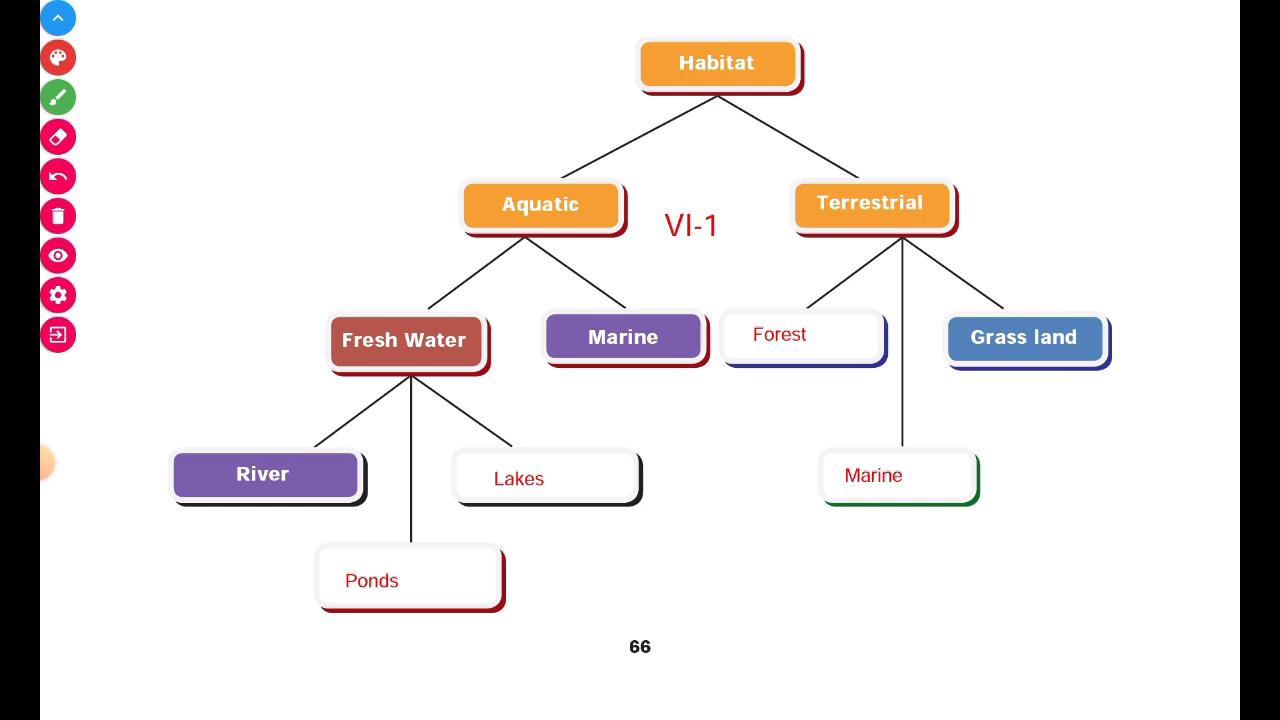 Habitat
Aquatic
Terrestrial
VI-1
Fresh Water
Marine
Forest
Grass land
River
Lakes
Marine
Ponds
66